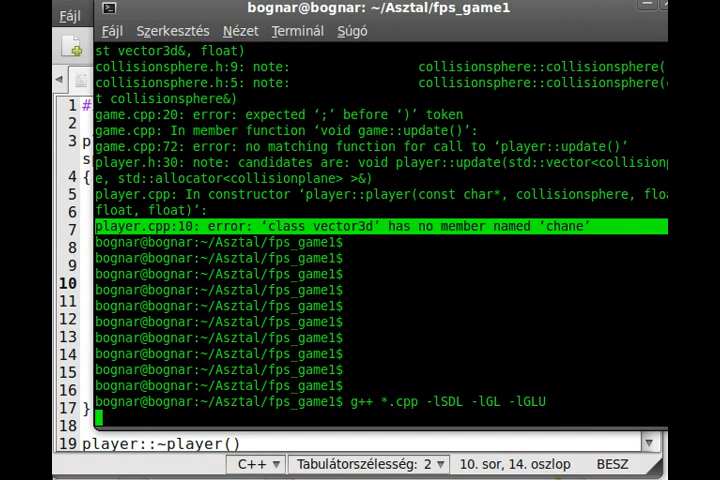 bognar@bognar: ~/Asztal/fps_game1
Fájl
Fájl Szerkesztés Nézet Terminál Súgó
st vector3d&, float)
collisionsphere.h:9: note: collisionsphere::collisionsphere(
collisionsphere.h:5: note: collisionsphere::collisionsphere(
t collisionsphere&)
game.cpp:20: error: expected ‘;’ before ‘)’ token
game.cpp: In member function ‘void game::update()’:
game.cpp:72: error: no matching function for call to ‘player::update()’
player.h:30: note: candidates are: void player::update(std::vector<collisionp
e, std::allocator<collisionplane> >&)
player.cpp: In constructor ‘player::player(const char*, collisionsphere, floa
float, float)’:
player.cpp:10: error: ‘class vector3d’ has no member named ‘chane’
bognar@bognar:~/Asztal/fps_game1$
bognar@bognar:~/Asztal/fps_game1$
bognar@bognar:~/Asztal/fps_game1$
bognar@bognar:~/Asztal/fps_game1$
bognar@bognar:~/Asztal/fps_game1$
bognar@bognar:~/Asztal/fps_game1$
bognar@bognar:~/Asztal/fps_game1$
bognar@bognar:~/Asztal/fps_game1$
bognar@bognar:~/Asztal/fps_game1$
bognar@bognar:~/Asztal/fps_game1$
bognar@bognar:~/Asztal/fps_game1$ g++ *.cpp -lSDL -lGL -lGLU
1 #
2
3 p
s
4 {
5
6
7
8
9
10
11
12
13
14
15
16
17 }
18
19 player::~player()
C++ Tabulátorszélesség: 2 10. sor, 14. oszlop BESZ